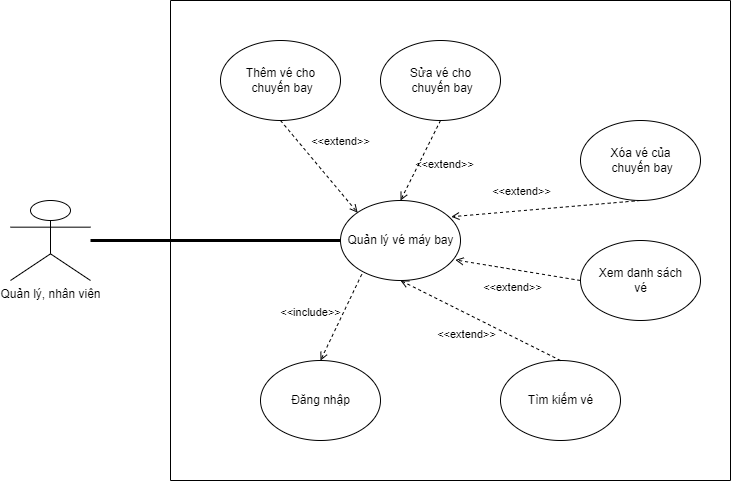 Thêm vé cho
chuyến bay
Sửa vé cho
chuyến bay
<<extend>>
<<extend>>
Xóa vé của
chuyến bay
<<extend>>
Quản lý vé máy bay
Xem danh sách
vé
<<extend>>
Quản lý, nhân viên
<<include>>
<<extend>>
Đăng nhập
Tìm kiếm vé